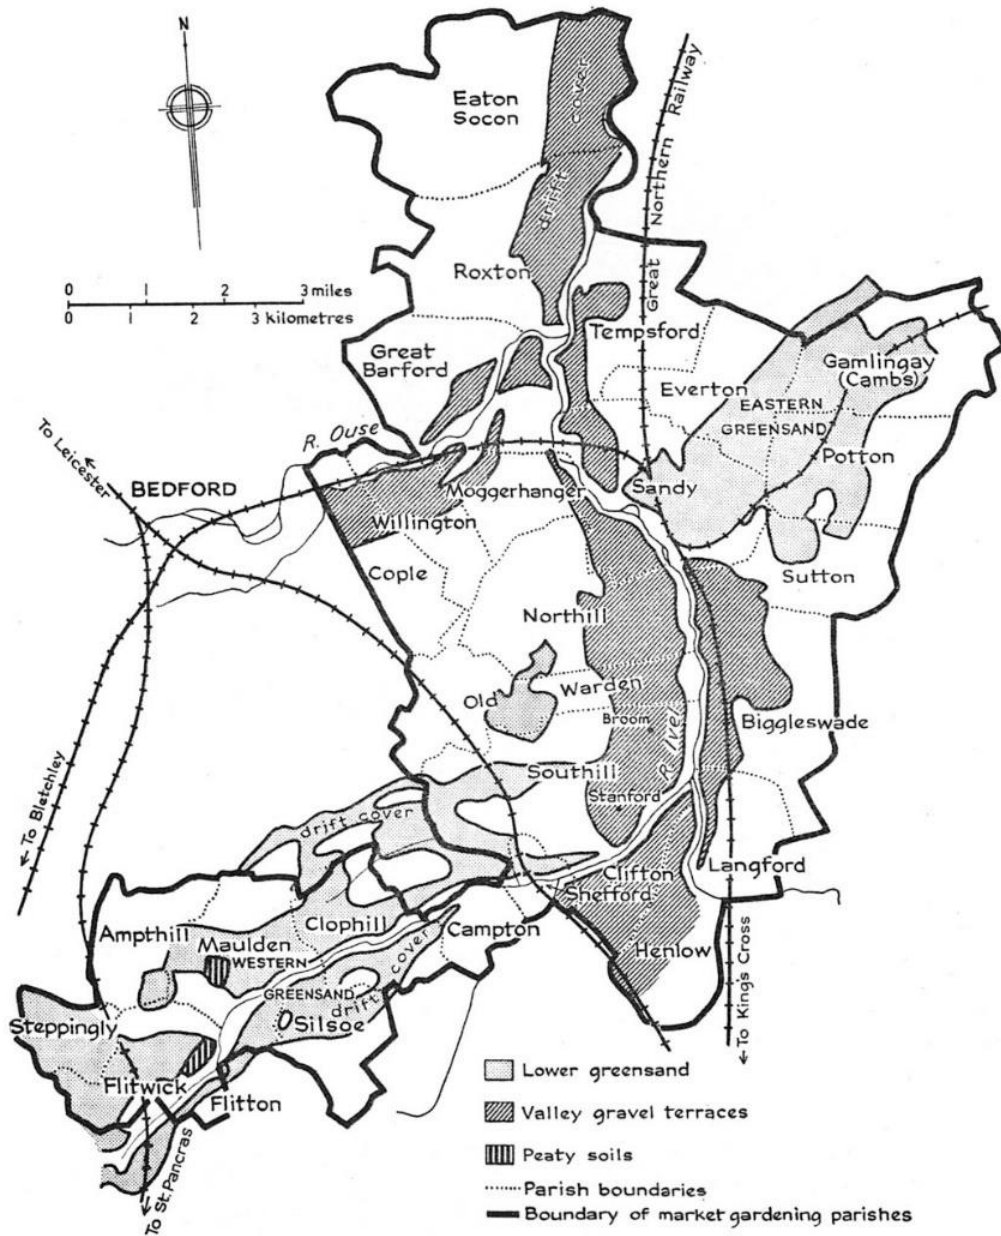 N
Eaton
Socon
cover
drift
Great Northern Railway
Roxton
0 1 2 3 miles
0 1 2 3 kilometres
Tempsford
Great
Barford
Gamlingay
(Cambs)
Everton
EASTERN
GREENSAND
Potton
To Leicester
R. Ouse
BEDFORD
Sandy
Moggerhanger
Willington
Cople
Sutton
Northill
Old Warden
Broom
R. Ivel
Biggleswade
Southill
Stanford
To Bletchley
drift cover
Langford
Clifton
Shefford
Clophill
Campton
Ampthill
Maulden
WESTERN
Henlow
GREENSAND
drift cover
Steppingly
Silsoe
To Kings Cross
Flitwick
Flitton
To St. Pancras
Lower greensand
Valley gravel terraces
Peaty soils
Parish boundaries
Boundary of market gardening parishes